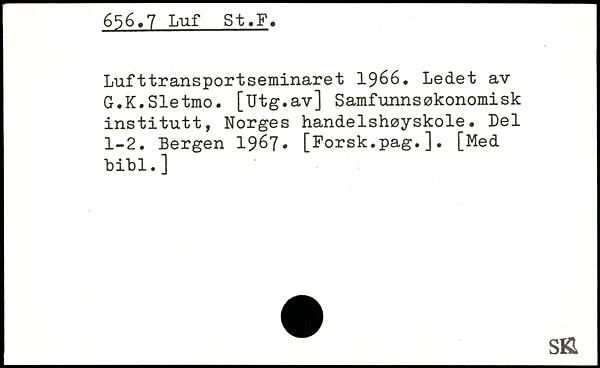 656.7 Luf St.F.
Lufttransportseminaret 1966. Ledet av
G.K.Sletmo. [Utg.av] Samfunnsøkonomisk
institutt, Norges handelshøyskole. Del
1-2. Bergen 1967. [Forsk.pag.]. [Med
bibl.]
SK